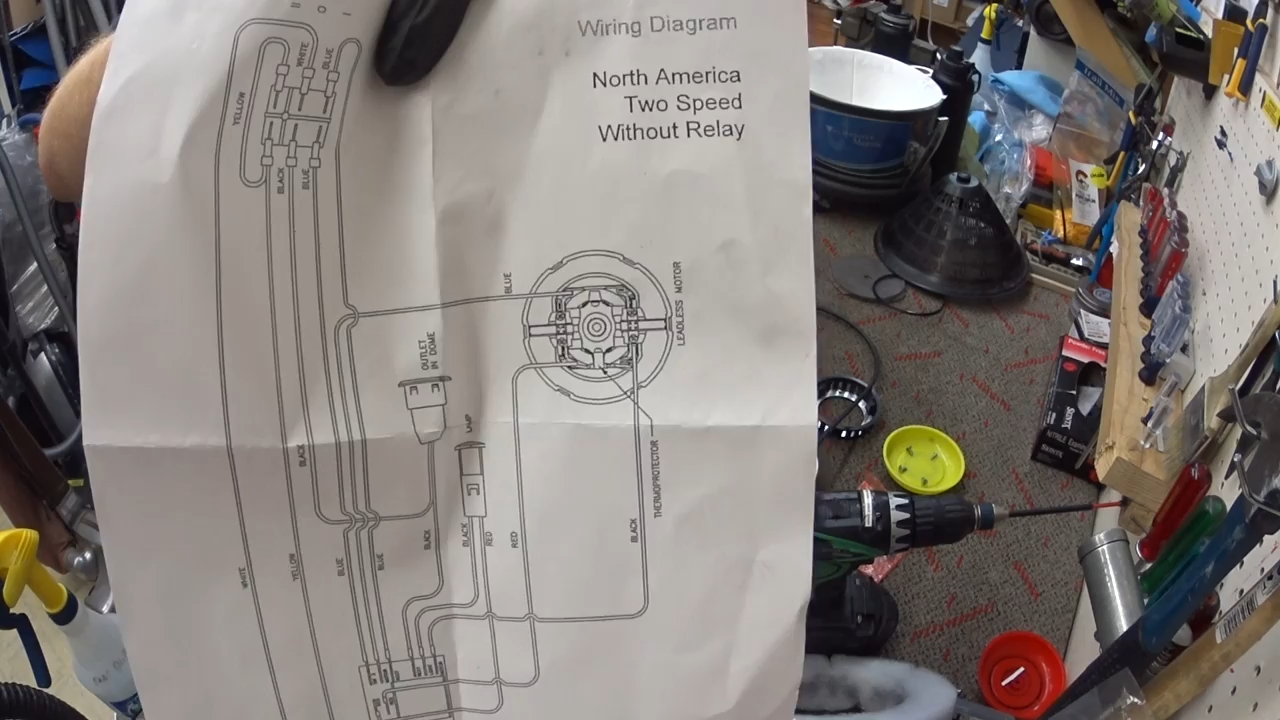 Wiring Diagram
North America
Two Speed
Without Relay
WHITE
BLUE
YELLOW
BLACK
BLUE
BLUE
LEADLESS MOTOR
OUTLET
IN DOME
LAMP
BLACK
THERMOPROTECTOR
WHITE
YELLOW
BLUE
BLUE
BLACK
BLACK
RED
RED
BLACK